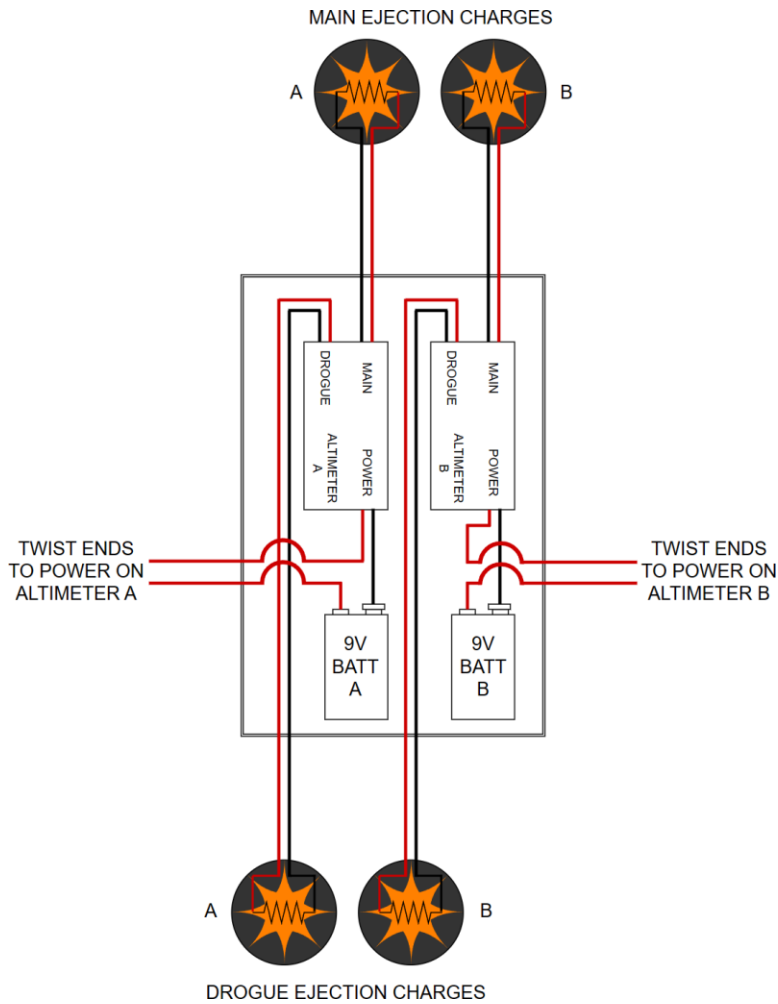 MAIN EJECTION CHARGES
A
B
DROGUE
MAIN
ALTIMETER
A
POWER
DROGUE
MAIN
ALTIMETER
B
POWER
TWIST ENDS
TO POWER ON
ALTIMETER A
TWIST ENDS
TO POWER ON
ALTIMETER B
9V
BATT
A
9V
BATT
B
A
B
DROGUE EJECTION CHARGES